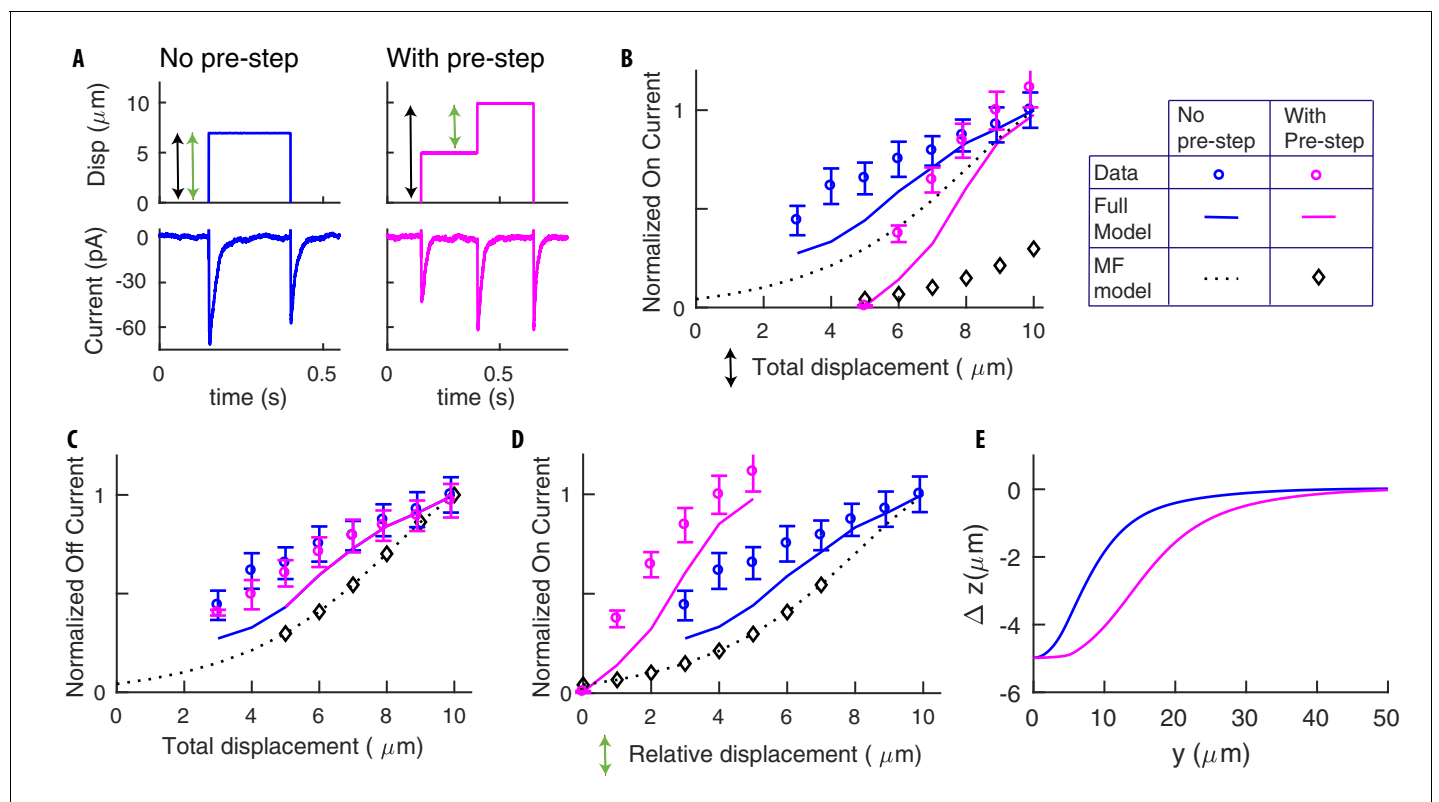 A
No pre-step
With pre-step
Disp (μm)
10
5
0
Current (pA)
0
-30
-60
0
0.5
time (s)
0
0.5
time (s)
B
Normalized On Current
1
0
0
2
4
6
8
10
Total displacement ( μm)
No pre-step
With Pre-step
Data
Full Model
MF model
C
Normalized Off Current
1
0
0
2
4
6
8
10
Total displacement ( μm)
D
Normalized On Current
1
0
0
2
4
6
8
10
Relative displacement ( μm)
E
Δ z(μm)
0
-2
-4
-6
0
10
20
30
40
50
y (μm)